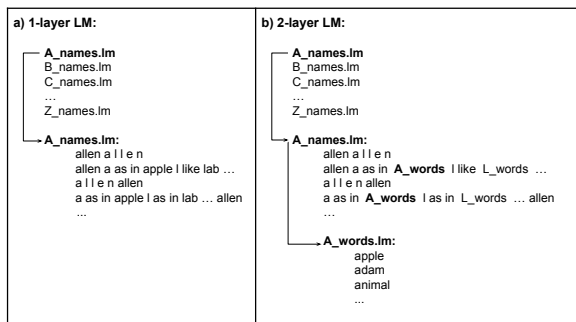 a) 1-layer LM:
A_names.lm
B_names.lm
C_names.lm
…
Z_names.lm
A_names.lm:
allen a l l e n
allen a as in apple l like lab …
a l l e n allen
a as in apple l as in lab … allen
...
b) 2-layer LM:
A_names.lm
B_names.lm
C_names.lm
…
Z_names.lm
A_names.lm:
allen a l l e n
allen a as in A_words l like L_words …
a l l e n allen
a as in A_words l as in L_words … allen
…
A_words.lm:
apple
adam
animal
...